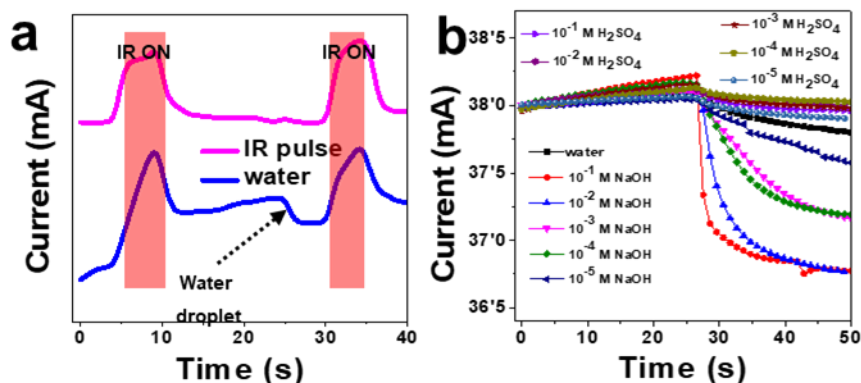 a
IR ON
IR ON
IR pulse
water
Water
droplet
Current (mA)
0
10
20
30
40
Time (s)
b
10⁻¹ M H₂SO₄
10⁻² M H₂SO₄
10⁻³ M H₂SO₄
10⁻⁴ M H₂SO₄
10⁻⁵ M H₂SO₄
water
10⁻¹ M NaOH
10⁻² M NaOH
10⁻³ M NaOH
10⁻⁴ M NaOH
10⁻⁵ M NaOH
Current (mA)
38'5
38'0
37'5
37'0
36'5
0
10
20
30
40
50
Time (s)